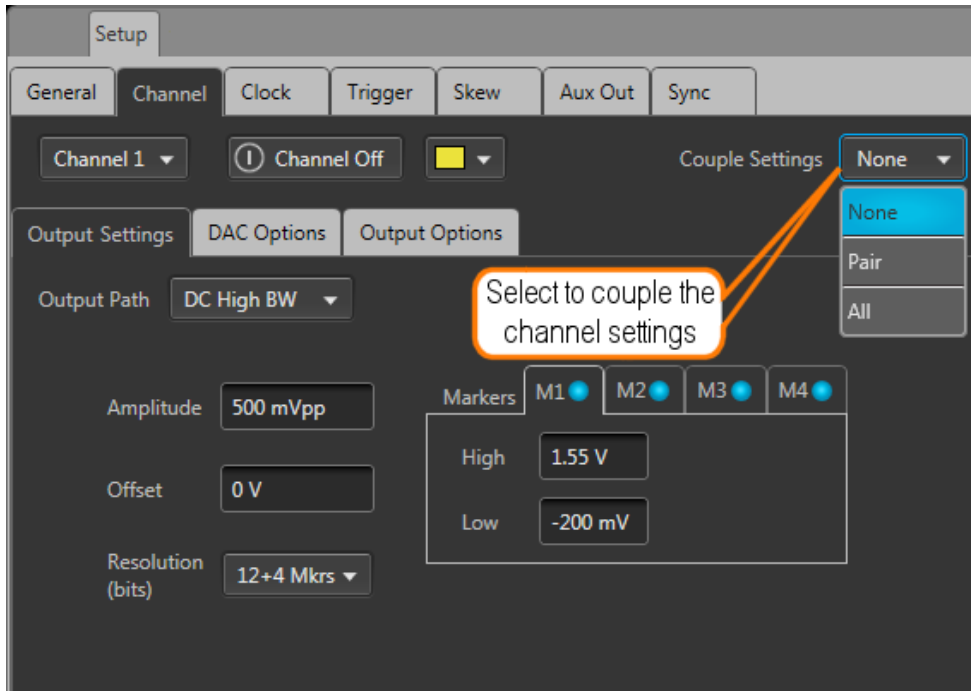 Setup
General Channel Clock Trigger Skew Aux Out Sync
Channel 1 Channel Off Couple Settings None
None
Pair
All
Output Settings DAC Options Output Options
Output Path DC High BW
Select to couple the
channel settings
Amplitude 500 mVpp
Offset 0 V
Resolution
(bits) 12+4 Mkrs
Markers M1 M2 M3 M4
High 1.55 V
Low -200 mV